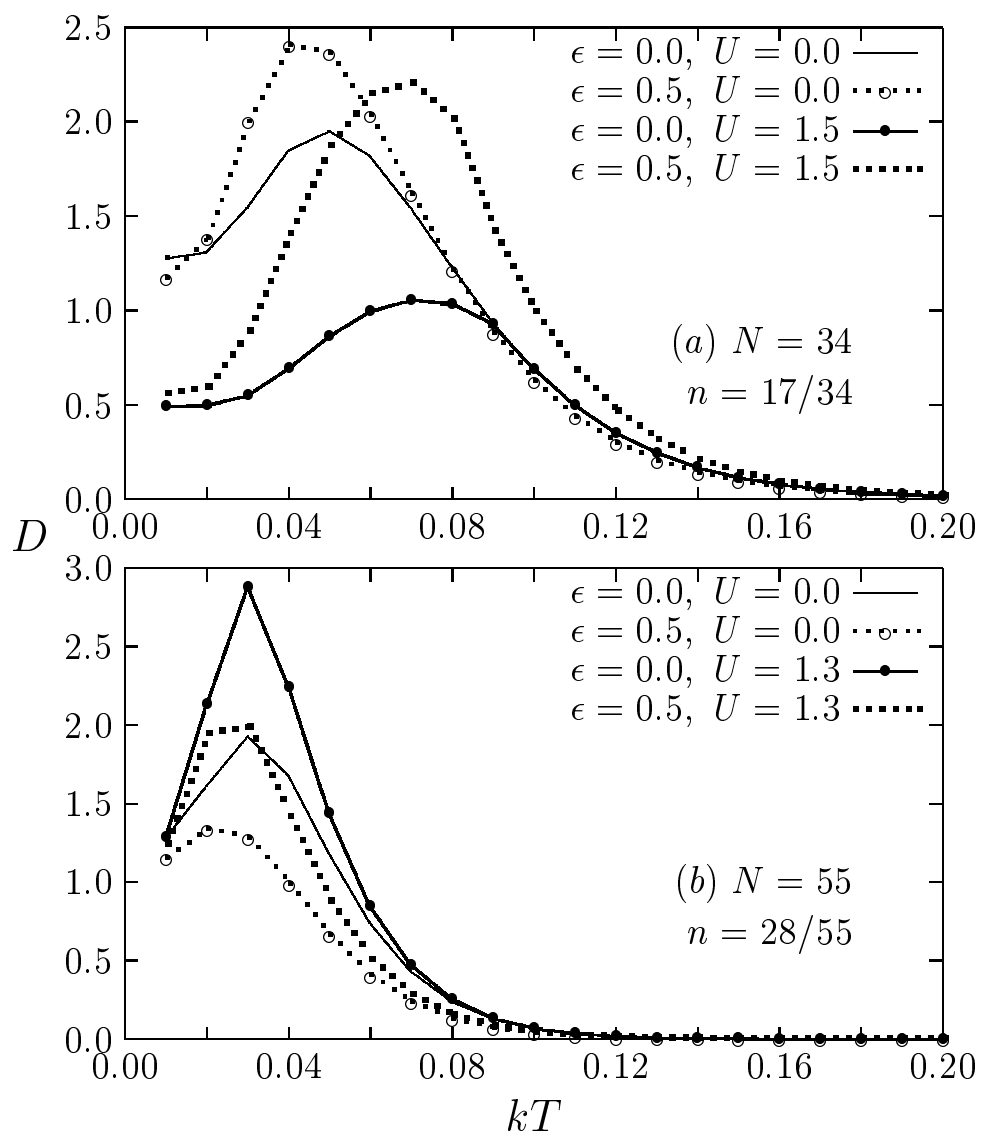 2.5
2.0
1.5
1.0
0.5
0.0
ϵ = 0.0, U = 0.0
ϵ = 0.5, U = 0.0
ϵ = 0.0, U = 1.5
ϵ = 0.5, U = 1.5
(a) N = 34
n = 17/34
0.00 0.04 0.08 0.12 0.16 0.20
D
3.0
2.5
2.0
1.5
1.0
0.5
0.0
ϵ = 0.0, U = 0.0
ϵ = 0.5, U = 0.0
ϵ = 0.0, U = 1.3
ϵ = 0.5, U = 1.3
(b) N = 55
n = 28/55
0.00 0.04 0.08 0.12 0.16 0.20
kT